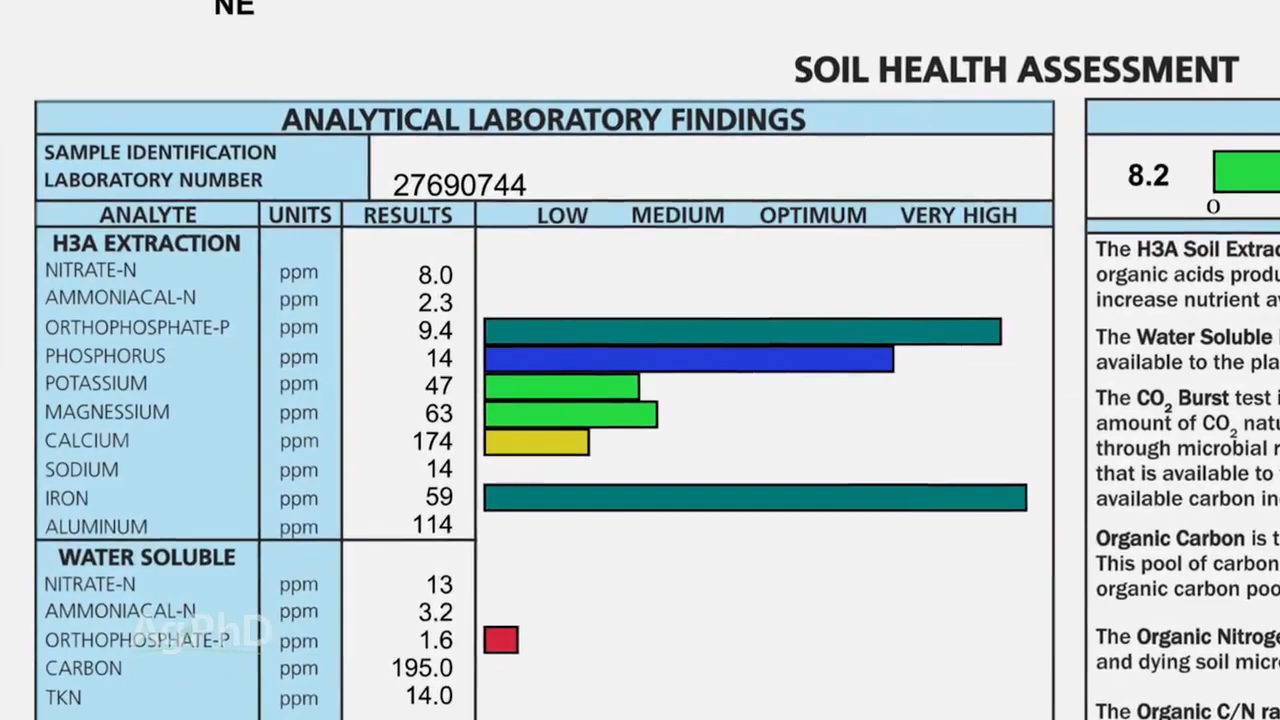 NE
SOIL HEALTH ASSESSMENT
ANALYTICAL LABORATORY FINDINGS
SAMPLE IDENTIFICATION
LABORATORY NUMBER 27690744
ANALYTE UNITS RESULTS LOW MEDIUM OPTIMUM VERY HIGH
H3A EXTRACTION
NITRATE-N ppm 8.0
AMMONIACAL-N ppm 2.3
ORTHOPHOSPHATE-P ppm 9.4
PHOSPHORUS ppm 14
POTASSIUM ppm 47
MAGNESSIUM ppm 63
CALCIUM ppm 174
SODIUM ppm 14
IRON ppm 59
ALUMINUM ppm 114
WATER SOLUBLE
NITRATE-N ppm 13
AMMONIACAL-N ppm 3.2
ORTHOPHOSPHATE-P ppm 1.6
CARBON ppm 195.0
TKN ppm 14.0
AgPhD
8.2
0
The H3A Soil Extrac
organic acids produ
increase nutrient av
The Water Soluble
available to the pla
The CO2 Burst test i
amount of CO2 natu
through microbial r
that is available to
available carbon in
Organic Carbon is t
This pool of carbon
organic carbon poo
The Organic Nitroge
and dying soil micro
The Organic C/N ra